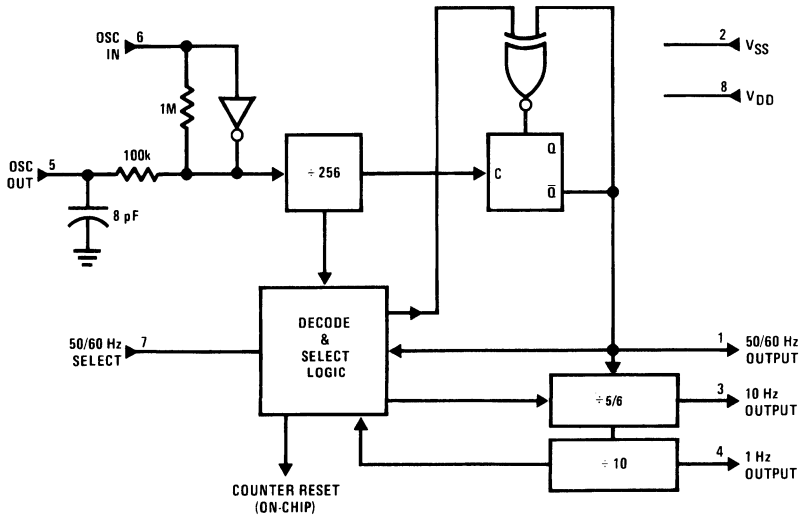 OSC
IN
6
2
VSS
1M
8
VDD
100k
OSC
OUT
5
÷ 256
C
Q
Q̅
8 pF
DECODE
&
SELECT
LOGIC
50/60 Hz
SELECT
7
1
50/60 Hz
OUTPUT
÷ 5/6
3
10 Hz
OUTPUT
÷ 10
4
1 Hz
OUTPUT
COUNTER RESET
(ON-CHIP)